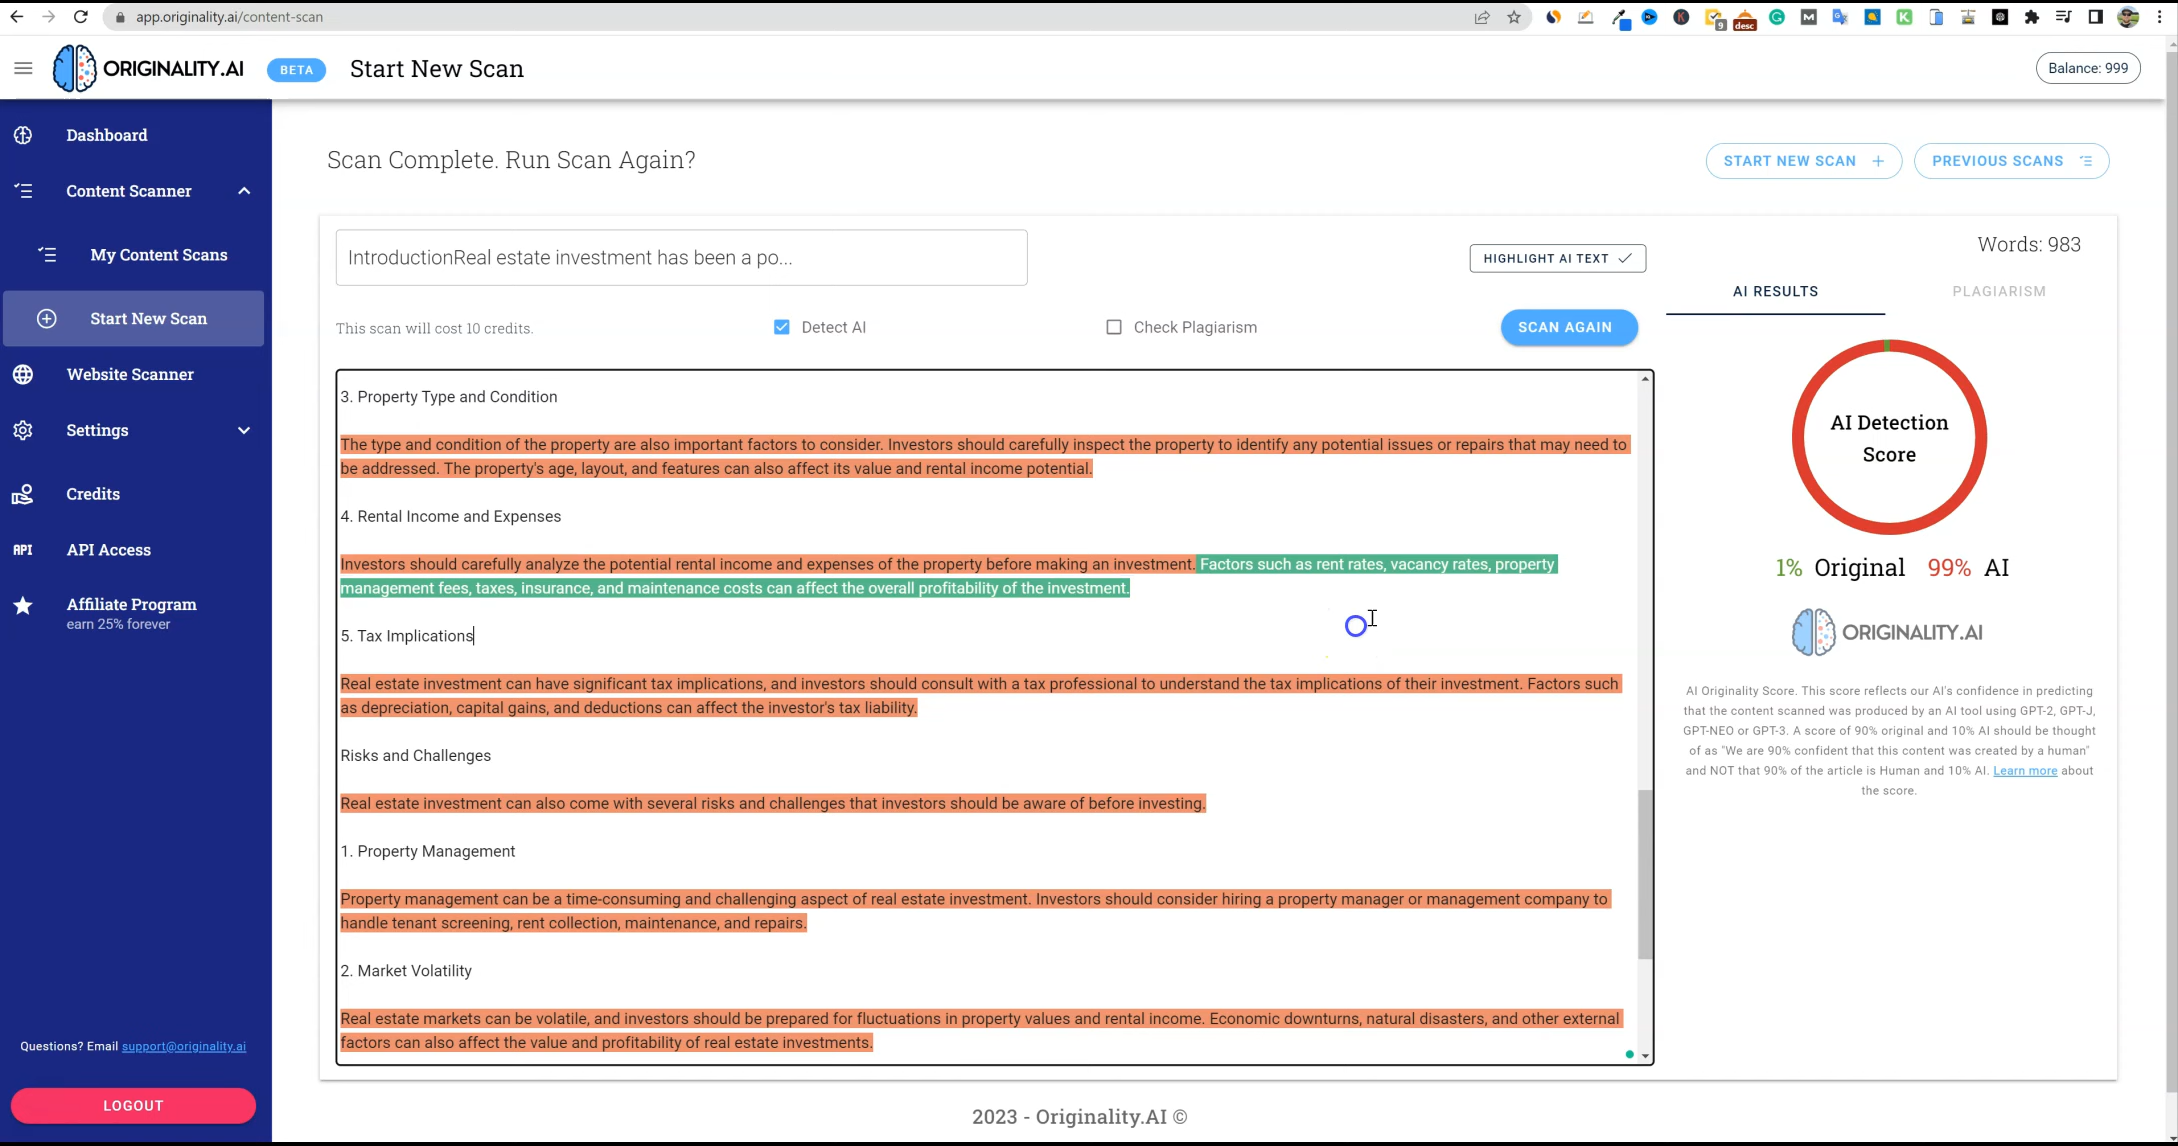 app.originality.ai/content-scan
9
desc
ORIGINALITY.AI
BETA
Start New Scan
Balance: 999
Dashboard
Content Scanner
My Content Scans
Start New Scan
Website Scanner
Settings
Credits
API
API Access
Affiliate Program
earn 25% forever
Questions? Email support@originality.ai
LOGOUT
Scan Complete. Run Scan Again?
START NEW SCAN
PREVIOUS SCANS
IntroductionReal estate investment has been a po...
HIGHLIGHT AI TEXT
This scan will cost 10 credits.
Detect AI
Check Plagiarism
SCAN AGAIN
3. Property Type and Condition
The type and condition of the property are also important factors to consider. Investors should carefully inspect the property to identify any potential issues or repairs that may need to
be addressed. The property's age, layout, and features can also affect its value and rental income potential.
4. Rental Income and Expenses
Investors should carefully analyze the potential rental income and expenses of the property before making an investment. Factors such as rent rates, vacancy rates, property
management fees, taxes, insurance, and maintenance costs can affect the overall profitability of the investment.
5. Tax Implications
Real estate investment can have significant tax implications, and investors should consult with a tax professional to understand the tax implications of their investment. Factors such
as depreciation, capital gains, and deductions can affect the investor's tax liability.
Risks and Challenges
Real estate investment can also come with several risks and challenges that investors should be aware of before investing.
1. Property Management
Property management can be a time-consuming and challenging aspect of real estate investment. Investors should consider hiring a property manager or management company to
handle tenant screening, rent collection, maintenance, and repairs.
2. Market Volatility
Real estate markets can be volatile, and investors should be prepared for fluctuations in property values and rental income. Economic downturns, natural disasters, and other external
factors can also affect the value and profitability of real estate investments.
Words: 983
AI RESULTS
PLAGIARISM
AI Detection
Score
1% Original 99% AI
ORIGINALITY.AI
AI Originality Score. This score reflects our AI's confidence in predicting
that the content scanned was produced by an AI tool using GPT-2, GPT-J,
GPT-NEO or GPT-3. A score of 90% original and 10% AI should be thought
of as "We are 90% confident that this content was created by a human"
and NOT that 90% of the article is Human and 10% AI. Learn more about
the score.
2023 - Originality.AI ©